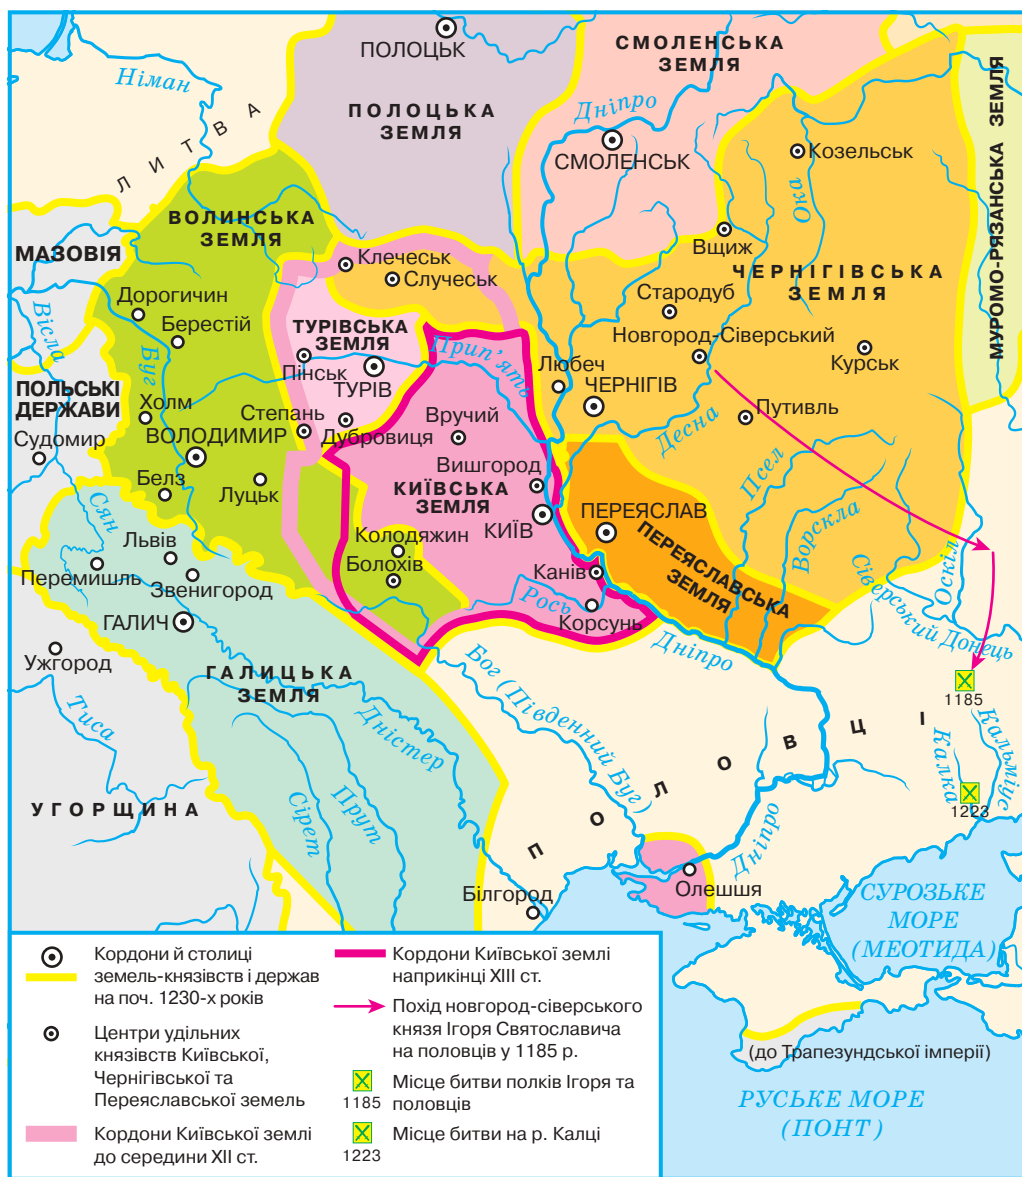 ПОЛОЦЬК
СМОЛЕНСЬКА
ЗЕМЛЯ
Німан
ЛИТВА
ПОЛОЦЬКА
ЗЕМЛЯ
Дніпро
СМОЛЕНСЬК
Козельськ
Ока
МУРОМО-РЯЗАНСЬКА ЗЕМЛЯ
ВОЛИНСЬКА
ЗЕМЛЯ
МАЗОВІЯ
Клечеськ
Случеськ
Вщиж
ЧЕРНІГІВСЬКА
ЗЕМЛЯ
Стародуб
Дорогичин
Берестій
Вісла
Буг
ТУРІВСЬКА
ЗЕМЛЯ
Пінськ
ТУРІВ
Прип’ять
Новгород-Сіверський
Курськ
Любеч
ЧЕРНІГІВ
ПОЛЬСЬКІ
ДЕРЖАВИ
Холм
Степань
Дубровиця
Вручий
Десна
Путивль
Судомир
ВОЛОДИМИР
Белз
Луцьк
Вишгород
КИЇВСЬКА
ЗЕМЛЯ
КИЇВ
Псел
Ворскла
ПЕРЕЯСЛАВ
ПЕРЕЯСЛАВСЬКА
ЗЕМЛЯ
Сян
Львів
Перемишль
Звенигород
Колодяжин
Болохів
Канів
Рось
Корсунь
Оскіл
Сіверський Донець
ГАЛИЧ
Ужгород
ГАЛИЦЬКА
ЗЕМЛЯ
Дніпро
Бог (Південний Буг)
1185
Тиса
Дністер
ПОЛОВЦІ
Калка
Кальміус
1223
УГОРЩИНА
Сірет
Прут
Дніпро
Білгород
Олешшя
СУРОЗЬКЕ
МОРЕ
(МЕОТИДА)
(до Трапезундської імперії)
РУСЬКЕ МОРЕ
(ПОНТ)
Кордони й столиці
земель-князівств і держав
на поч. 1230-х років
Центри удільних
князівств Київської,
Чернігівської та
Переяславської земель
Кордони Київської землі
до середини XII ст.
Кордони Київської землі
наприкінці XIII ст.
Похід новгород-сіверського
князя Ігоря Святославича
на половців у 1185 р.
1185
Місце битви полків Ігоря та
половців
1223
Місце битви на р. Калці